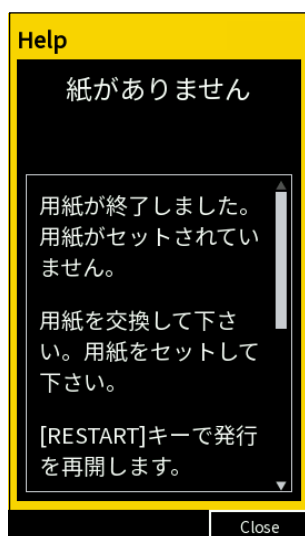 Help
紙がありません
用紙が終了しました。
用紙がセットされてい
ません。
用紙を交換して下さ
い。用紙をセットして
下さい。
[RESTART]キーで発行
を再開します。
Close